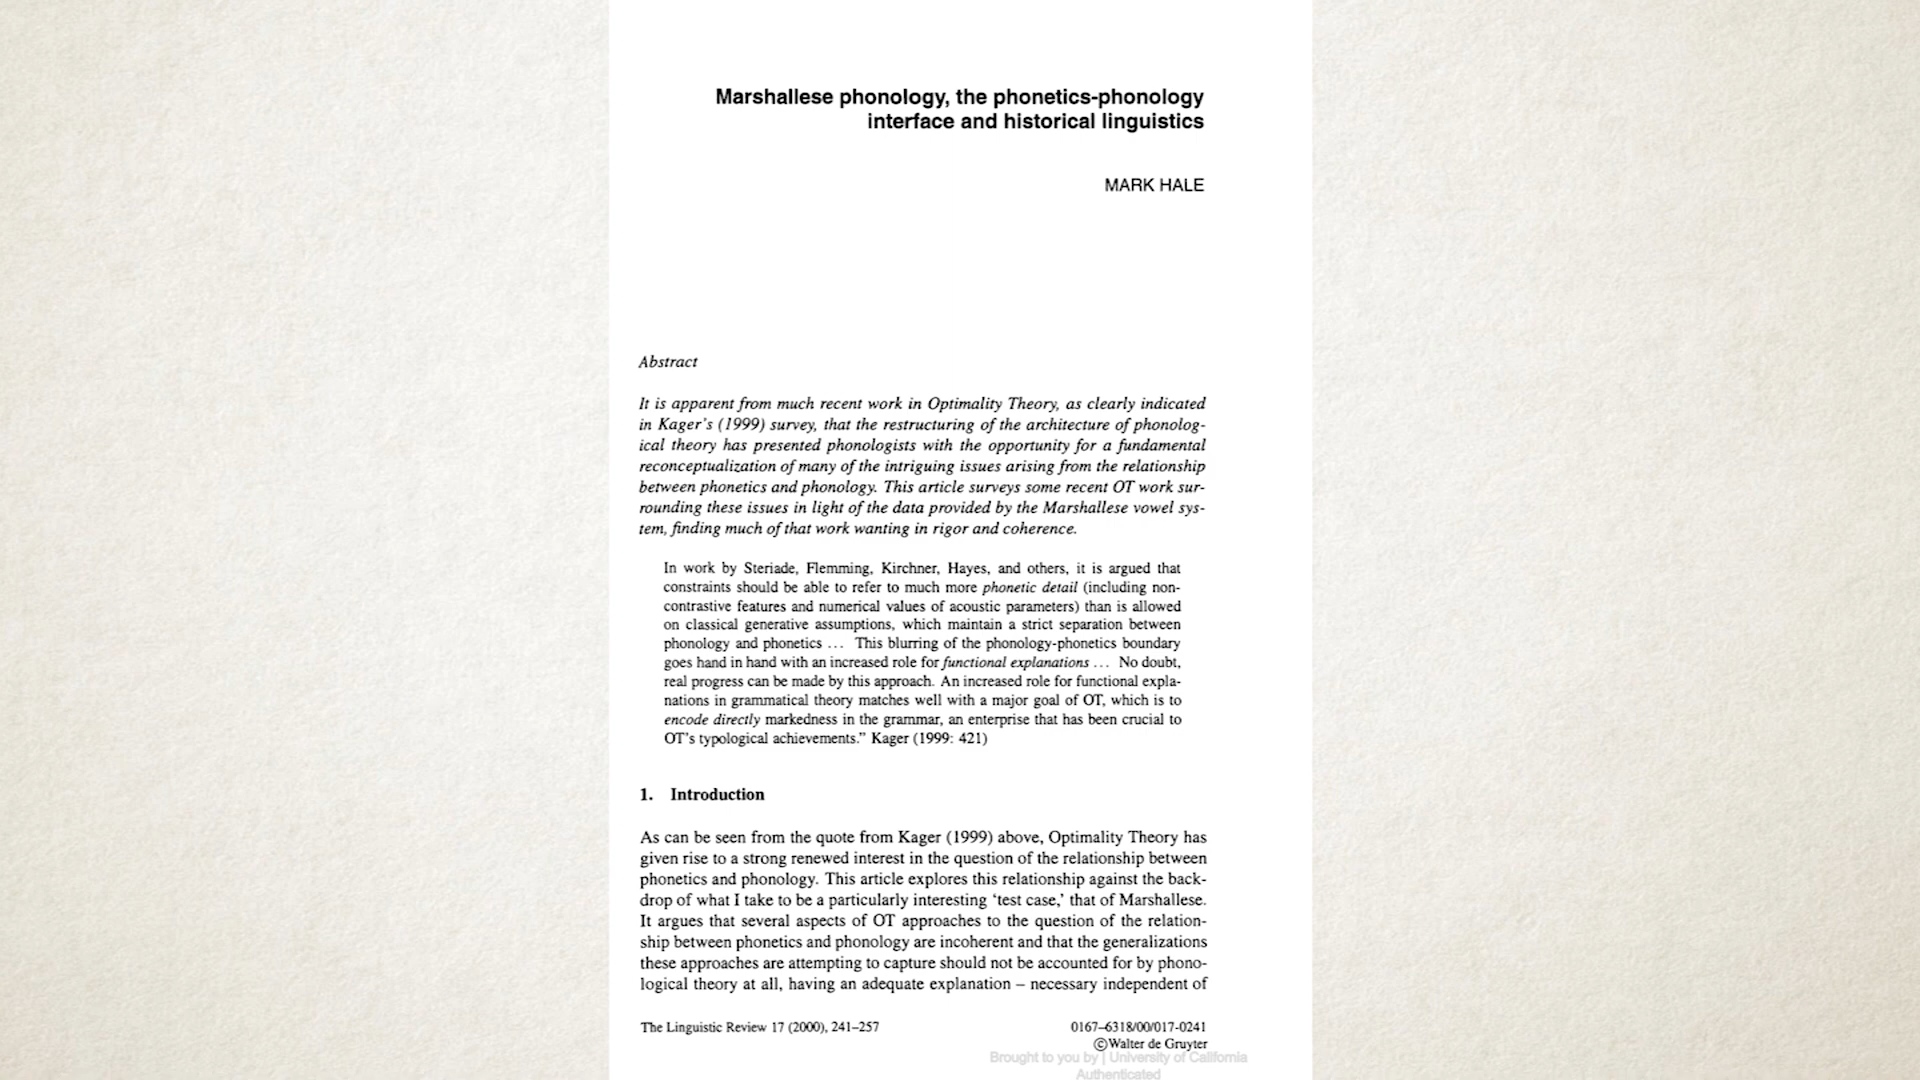 Marshallese phonology, the phonetics-phonology
interface and historical linguistics
MARK HALE
Abstract
It is apparent from much recent work in Optimality Theory, as clearly indicated
in Kager's (1999) survey, that the restructuring of the architecture of phonolog-
ical theory has presented phonologists with the opportunity for a fundamental
reconceptualization of many of the intriguing issues arising from the relationship
between phonetics and phonology. This article surveys some recent OT work sur-
rounding these issues in light of the data provided by the Marshallese vowel sys-
tem, finding much of that work wanting in rigor and coherence.
In work by Steriade, Flemming, Kirchner, Hayes, and others, it is argued that
constraints should be able to refer to much more phonetic detail (including non-
contrastive features and numerical values of acoustic parameters) than is allowed
on classical generative assumptions, which maintain a strict separation between
phonology and phonetics ... This blurring of the phonology-phonetics boundary
goes hand in hand with an increased role for functional explanations ... No doubt,
real progress can be made by this approach. An increased role for functional expla-
nations in grammatical theory matches well with a major goal of OT, which is to
encode directly markedness in the grammar, an enterprise that has been crucial to
OT's typological achievements.” Kager (1999: 421)
1. Introduction
As can be seen from the quote from Kager (1999) above, Optimality Theory has
given rise to a strong renewed interest in the question of the relationship between
phonetics and phonology. This article explores this relationship against the back-
drop of what I take to be a particularly interesting ‘test case,’ that of Marshallese.
It argues that several aspects of OT approaches to the question of the relation-
ship between phonetics and phonology are incoherent and that the generalizations
these approaches are attempting to capture should not be accounted for by phono-
logical theory at all, having an adequate explanation – necessary independent of
The Linguistic Review 17 (2000), 241–257
0167–6318/00/017-0241
©Walter de Gruyter
Brought to you by | University of California
Authenticated